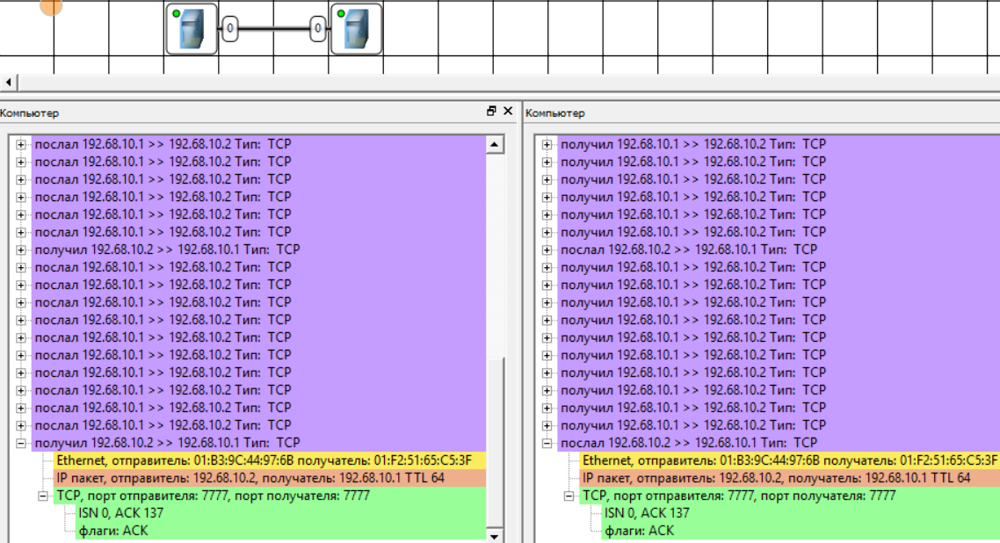 0 0
Компьютер
послал 192.68.10.1 >> 192.68.10.2 Тип: TCP
послал 192.68.10.1 >> 192.68.10.2 Тип: TCP
послал 192.68.10.1 >> 192.68.10.2 Тип: TCP
послал 192.68.10.1 >> 192.68.10.2 Тип: TCP
послал 192.68.10.1 >> 192.68.10.2 Тип: TCP
послал 192.68.10.1 >> 192.68.10.2 Тип: TCP
получил 192.68.10.2 >> 192.68.10.1 Тип: TCP
послал 192.68.10.1 >> 192.68.10.2 Тип: TCP
послал 192.68.10.1 >> 192.68.10.2 Тип: TCP
послал 192.68.10.1 >> 192.68.10.2 Тип: TCP
послал 192.68.10.1 >> 192.68.10.2 Тип: TCP
послал 192.68.10.1 >> 192.68.10.2 Тип: TCP
послал 192.68.10.1 >> 192.68.10.2 Тип: TCP
послал 192.68.10.1 >> 192.68.10.2 Тип: TCP
послал 192.68.10.1 >> 192.68.10.2 Тип: TCP
послал 192.68.10.1 >> 192.68.10.2 Тип: TCP
послал 192.68.10.1 >> 192.68.10.2 Тип: TCP
получил 192.68.10.2 >> 192.68.10.1 Тип: TCP
Ethernet, отправитель: 01:B3:9C:44:97:6B получатель: 01:F2:51:65:C5:3F
IP пакет, отправитель: 192.68.10.2, получатель: 192.68.10.1 TTL 64
TCP, порт отправителя: 7777, порт получателя: 7777
ISN 0, ACK 137
флаги: ACK
Компьютер
получил 192.68.10.1 >> 192.68.10.2 Тип: TCP
получил 192.68.10.1 >> 192.68.10.2 Тип: TCP
получил 192.68.10.1 >> 192.68.10.2 Тип: TCP
получил 192.68.10.1 >> 192.68.10.2 Тип: TCP
получил 192.68.10.1 >> 192.68.10.2 Тип: TCP
получил 192.68.10.1 >> 192.68.10.2 Тип: TCP
послал 192.68.10.2 >> 192.68.10.1 Тип: TCP
получил 192.68.10.1 >> 192.68.10.2 Тип: TCP
получил 192.68.10.1 >> 192.68.10.2 Тип: TCP
получил 192.68.10.1 >> 192.68.10.2 Тип: TCP
получил 192.68.10.1 >> 192.68.10.2 Тип: TCP
получил 192.68.10.1 >> 192.68.10.2 Тип: TCP
получил 192.68.10.1 >> 192.68.10.2 Тип: TCP
получил 192.68.10.1 >> 192.68.10.2 Тип: TCP
получил 192.68.10.1 >> 192.68.10.2 Тип: TCP
получил 192.68.10.1 >> 192.68.10.2 Тип: TCP
получил 192.68.10.1 >> 192.68.10.2 Тип: TCP
послал 192.68.10.2 >> 192.68.10.1 Тип: TCP
Ethernet, отправитель: 01:B3:9C:44:97:6B получатель: 01:F2:51:65:C5:3F
IP пакет, отправитель: 192.68.10.2, получатель: 192.68.10.1 TTL 64
TCP, порт отправителя: 7777, порт получателя: 7777
ISN 0, ACK 137
флаги: ACK